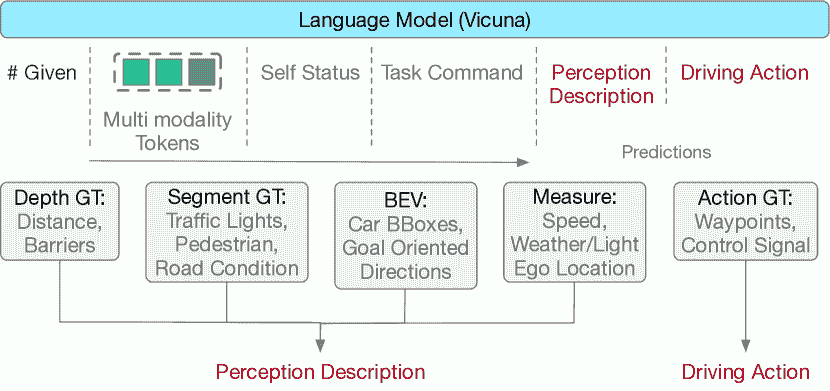 Language Model (Vicuna)
# Given
Multi modality
Tokens
Self Status
Task Command
Perception
Description
Driving Action
Predictions
Depth GT:
Distance,
Barriers
Segment GT:
Traffic Lights,
Pedestrian,
Road Condition
BEV:
Car BBoxes,
Goal Oriented
Directions
Measure:
Speed,
Weather/Light
Ego Location
Action GT:
Waypoints,
Control Signal
Perception Description
Driving Action